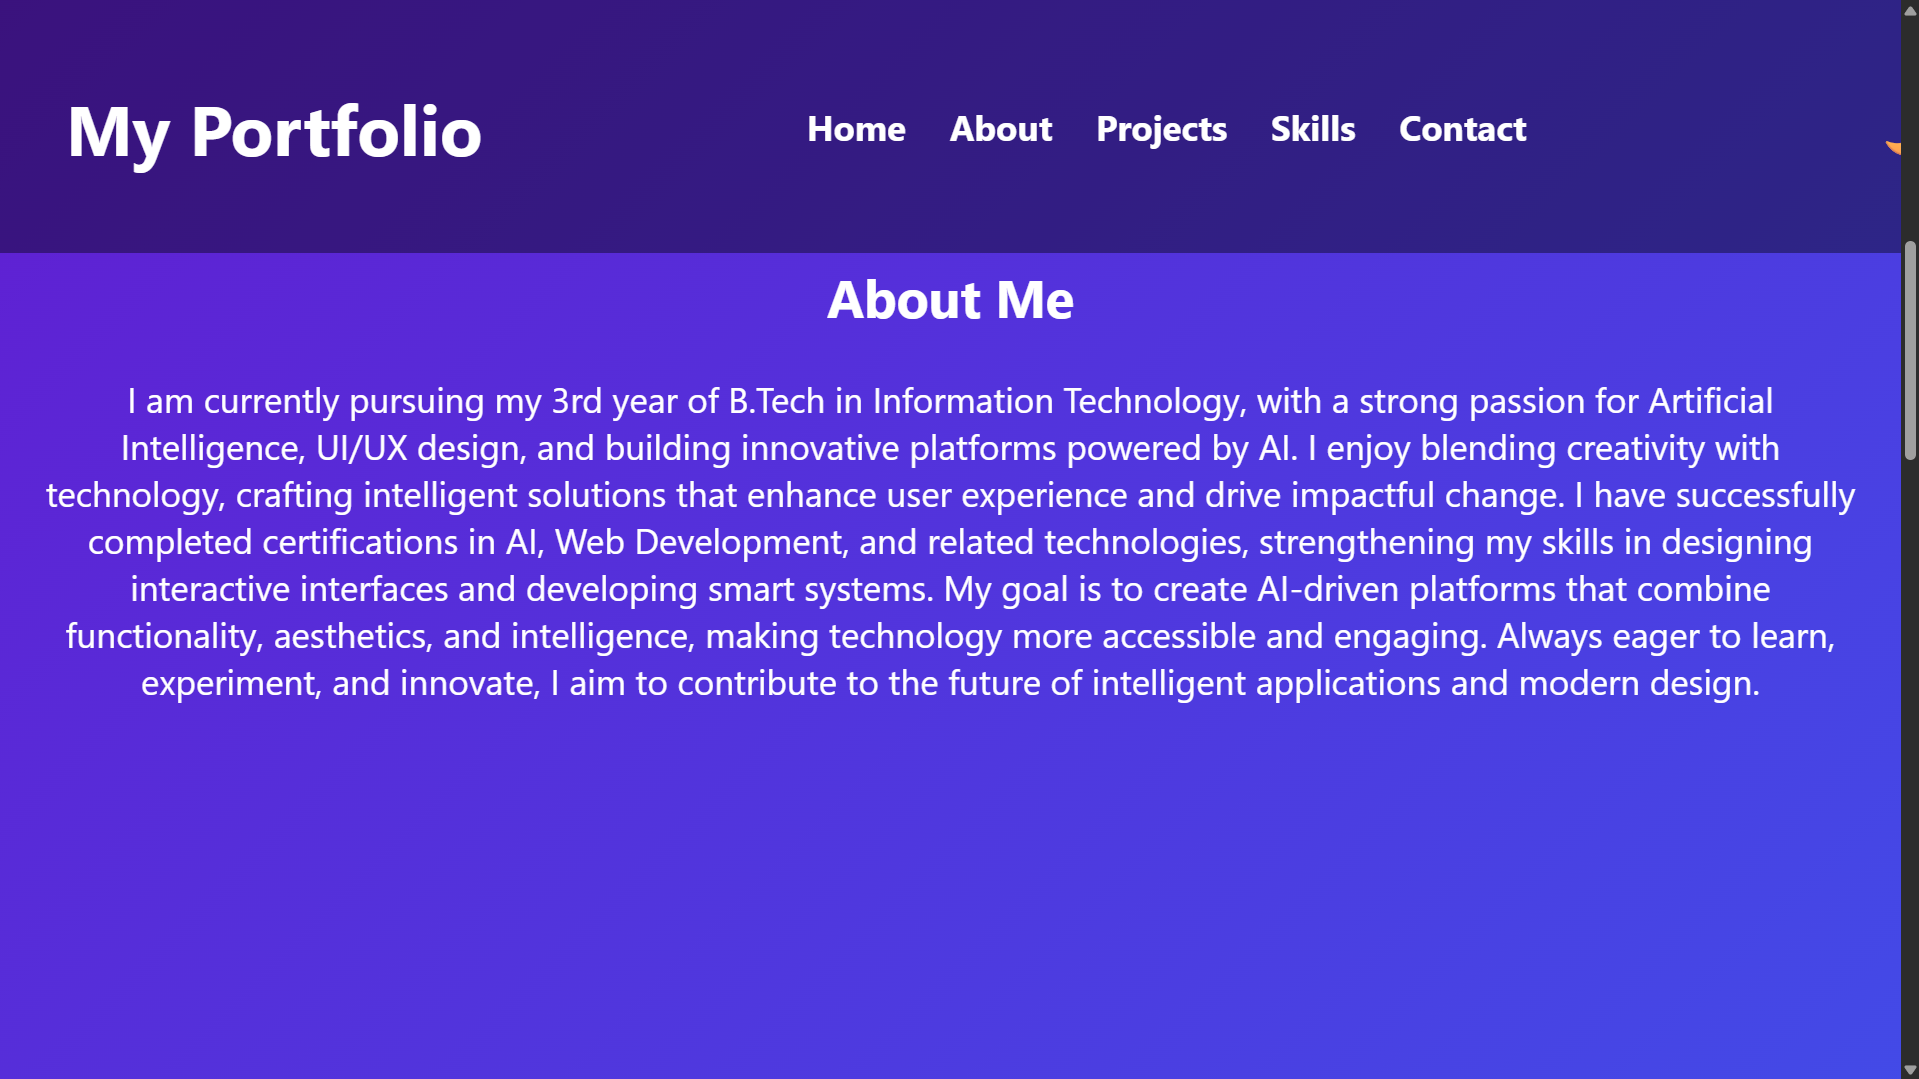 My Portfolio
Home About Projects Skills Contact
About Me
I am currently pursuing my 3rd year of B.Tech in Information Technology, with a strong passion for Artificial
Intelligence, UI/UX design, and building innovative platforms powered by AI. I enjoy blending creativity with
technology, crafting intelligent solutions that enhance user experience and drive impactful change. I have successfully
completed certifications in AI, Web Development, and related technologies, strengthening my skills in designing
interactive interfaces and developing smart systems. My goal is to create AI-driven platforms that combine
functionality, aesthetics, and intelligence, making technology more accessible and engaging. Always eager to learn,
experiment, and innovate, I aim to contribute to the future of intelligent applications and modern design.